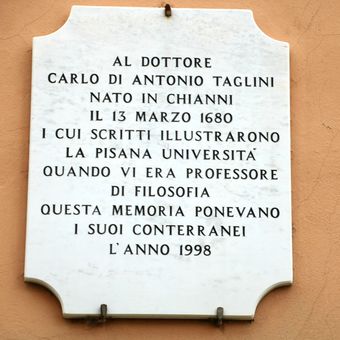 AL DOTTORE
CARLO DI ANTONIO TAGLINI
NATO IN CHIANNI
IL 13 MARZO 1680
I CUI SCRITTI ILLUSTRARONO
LA PISANA UNIVERSITÀ
QUANDO VI ERA PROFESSORE
DI FILOSOFIA
QUESTA MEMORIA PONEVANO
I SUOI CONTERRANEI
L'ANNO 1998